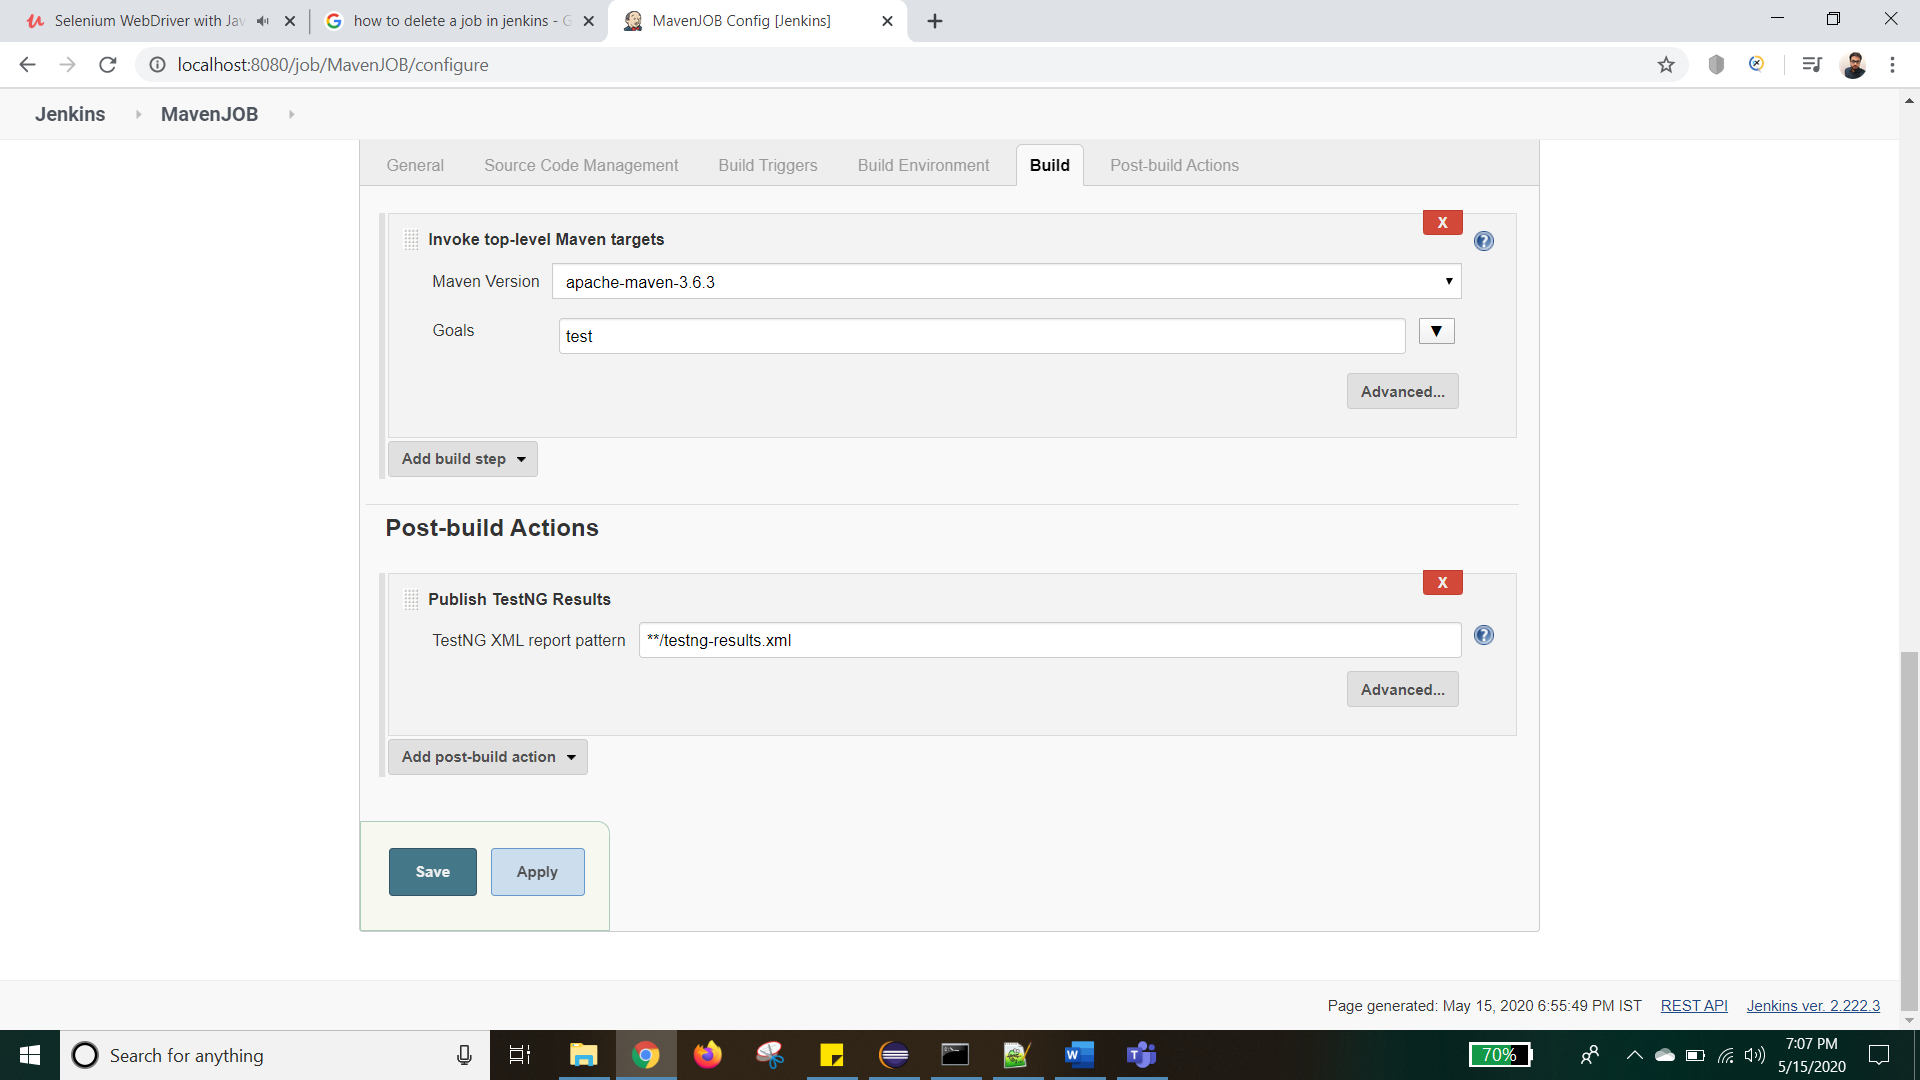 Selenium WebDriver with Jav
how to delete a job in jenkins - G
MavenJOB Config [Jenkins]
localhost:8080/job/MavenJOB/configure
Jenkins
MavenJOB
General
Source Code Management
Build Triggers
Build Environment
Build
Post-build Actions
X
Invoke top-level Maven targets
?
Maven Version
apache-maven-3.6.3
Goals
test
Advanced...
Add build step
Post-build Actions
X
Publish TestNG Results
TestNG XML report pattern
**/testng-results.xml
?
Advanced...
Add post-build action
Save
Apply
Page generated: May 15, 2020 6:55:49 PM IST
REST API
Jenkins ver. 2.222.3
Search for anything
70%
7:07 PM
5/15/2020